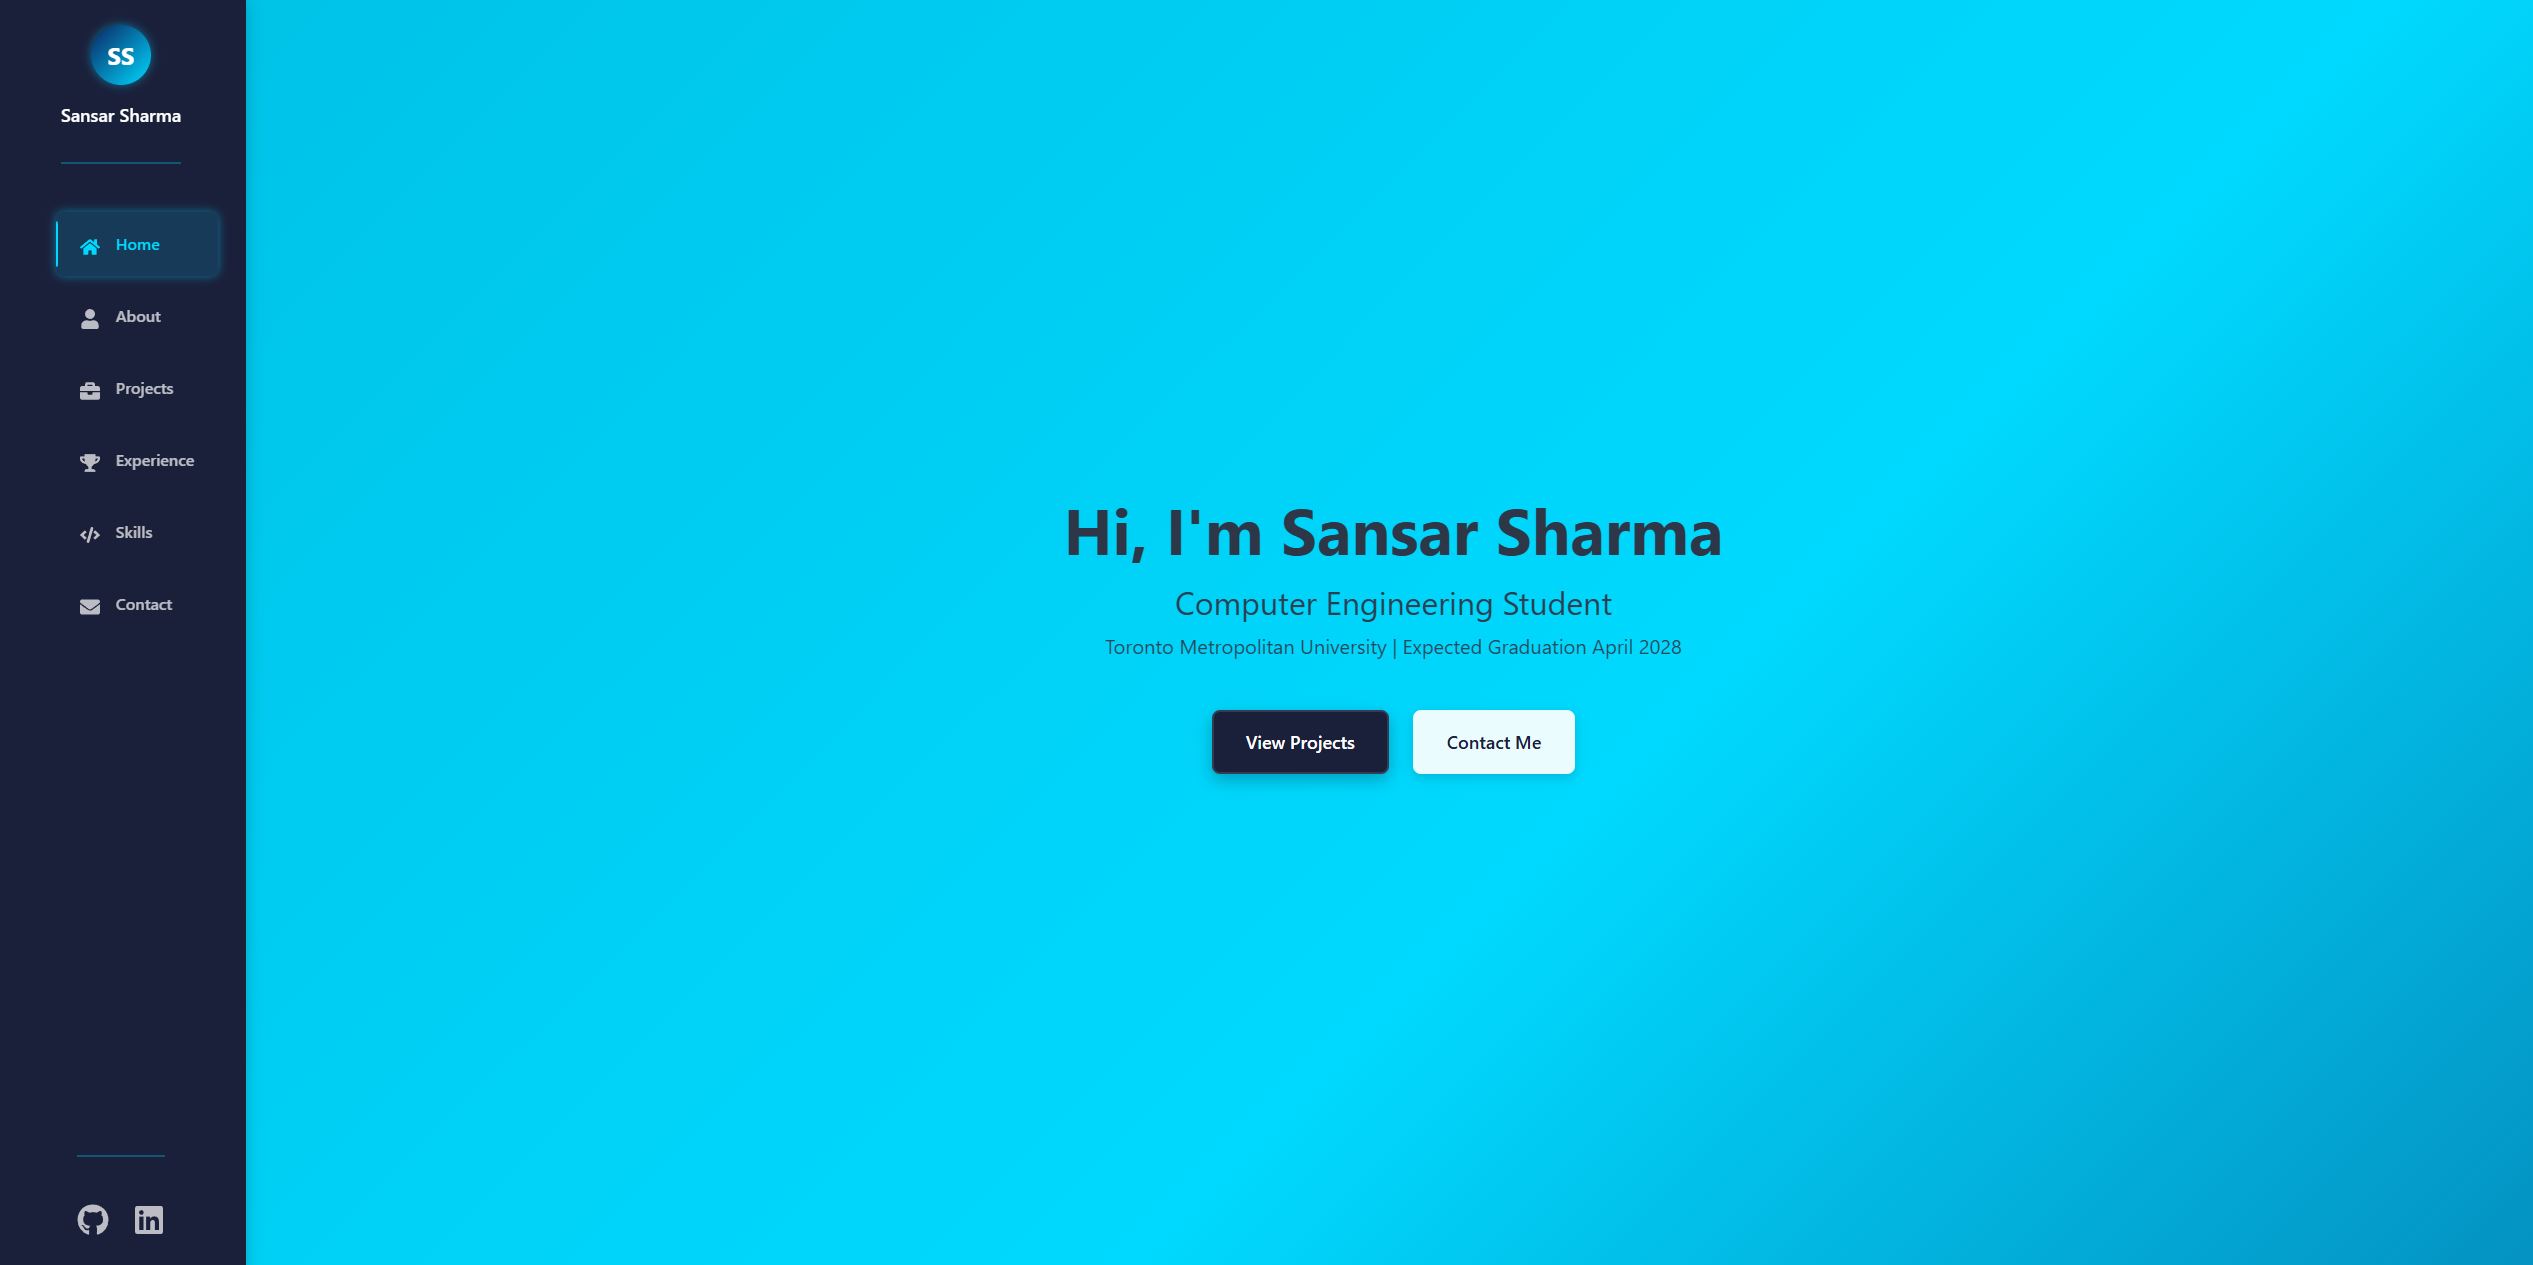 SS
Sansar Sharma
Home
About
Projects
Experience
Skills
Contact
Hi, I'm Sansar Sharma
Computer Engineering Student
Toronto Metropolitan University | Expected Graduation April 2028
View Projects
Contact Me
in